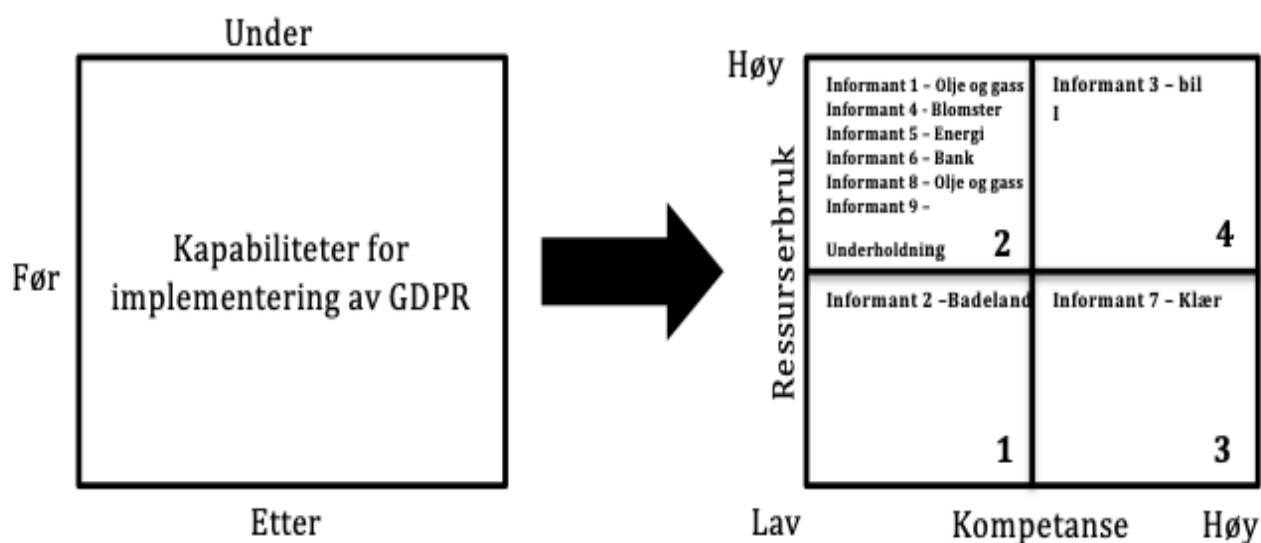 Under
Før
Kapabiliteter for
implementering av GDPR
Etter
Høy
Ressurserbruk
Informant 1 – Olje og gass
Informant 4 - Blomster
Informant 5 – Energi
Informant 6 – Bank
Informant 8 – Olje og gass
Informant 9 –
Underholdning
2
Informant 3 – bil
I
4
Informant 2 –Badeland
1
Informant 7 – Klær
3
Lav
Kompetanse
Høy